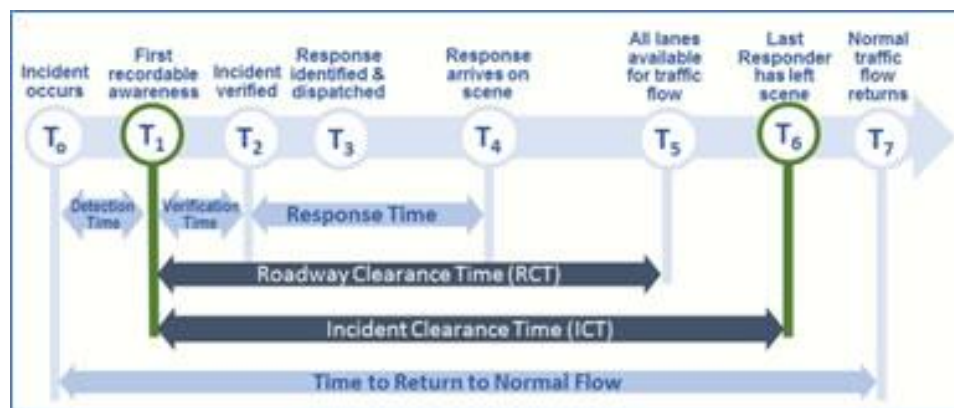 Incident
occurs
First
recordable
awareness
Incident
verified
Response
identified &
dispatched
Response
arrives on
scene
All lanes
available
for traffic
flow
Last
Responder
has left
scene
Normal
traffic
flow
returns
T₀
T₁
T₂
T₃
T₄
T₅
T₆
T₇
Detection
Time
Verification
Time
Response Time
Roadway Clearance Time (RCT)
Incident Clearance Time (ICT)
Time to Return to Normal Flow